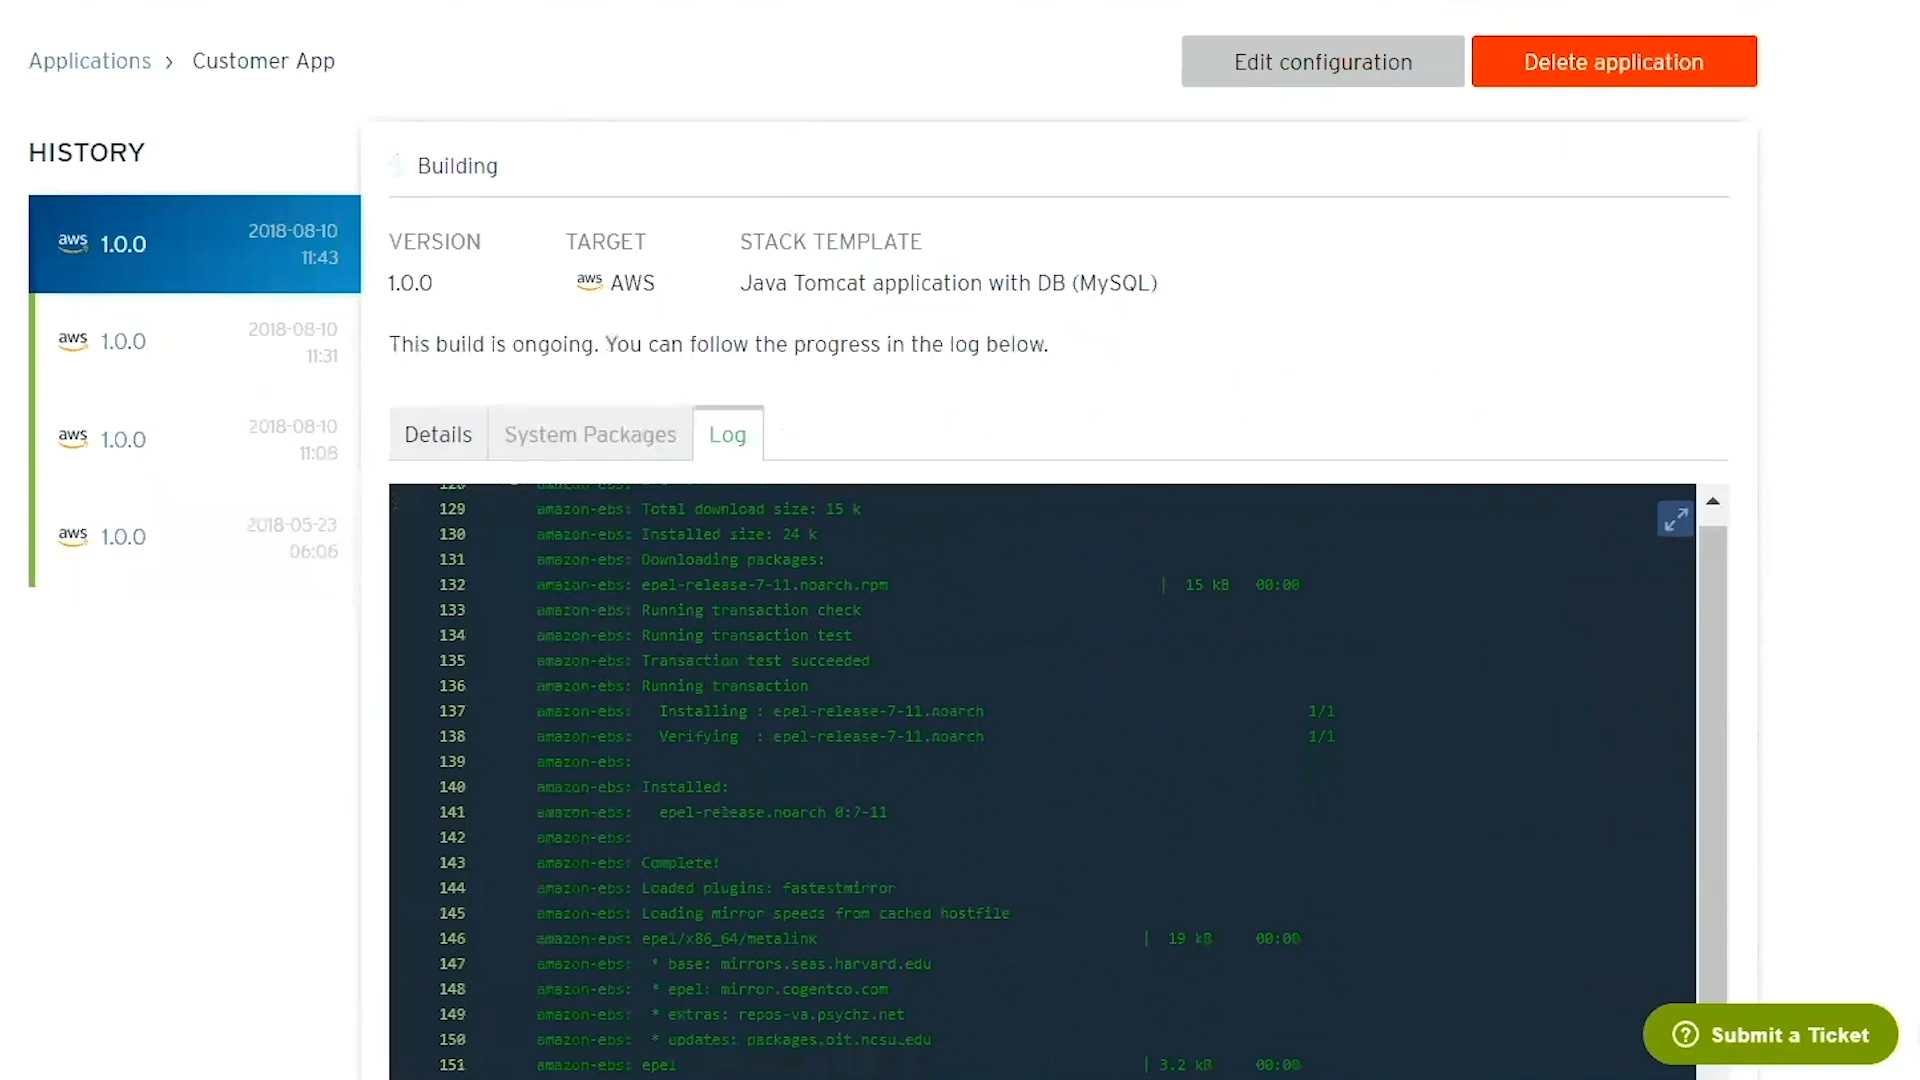 Applications › Customer App
Edit configuration
Delete application
HISTORY
aws 1.0.0 2018-08-10 11:43
aws 1.0.0 2018-08-10 11:31
aws 1.0.0 2018-08-10 11:08
aws 1.0.0 2018-05-23 06:06
Building
VERSION TARGET STACK TEMPLATE
1.0.0 aws AWS Java Tomcat application with DB (MySQL)
This build is ongoing. You can follow the progress in the log below.
Details System Packages Log
129 amazon-ebs: Total download size: 15 k
130 amazon-ebs: Installed size: 24 k
131 amazon-ebs: Downloading packages:
132 amazon-ebs: epel-release-7-11.noarch.rpm | 15 kB 00:00
133 amazon-ebs: Running transaction check
134 amazon-ebs: Running transaction test
135 amazon-ebs: Transaction test succeeded
136 amazon-ebs: Running transaction
137 amazon-ebs: Installing : epel-release-7-11.noarch 1/1
138 amazon-ebs: Verifying : epel-release-7-11.noarch 1/1
139 amazon-ebs:
140 amazon-ebs: Installed:
141 amazon-ebs: epel-release.noarch 0:7-11
142 amazon-ebs:
143 amazon-ebs: Complete!
144 amazon-ebs: Loaded plugins: fastestmirror
145 amazon-ebs: Loading mirror speeds from cached hostfile
146 amazon-ebs: epel/x86_64/metalink | 19 kB 00:00
147 amazon-ebs: * base: mirrors.seas.harvard.edu
148 amazon-ebs: * epel: mirror.cogentco.com
149 amazon-ebs: * extras: repos-va.psychz.net
150 amazon-ebs: * updates: packages.oit.ncsu.edu
151 amazon-ebs: epel | 3.2 kB 00:00
Submit a Ticket